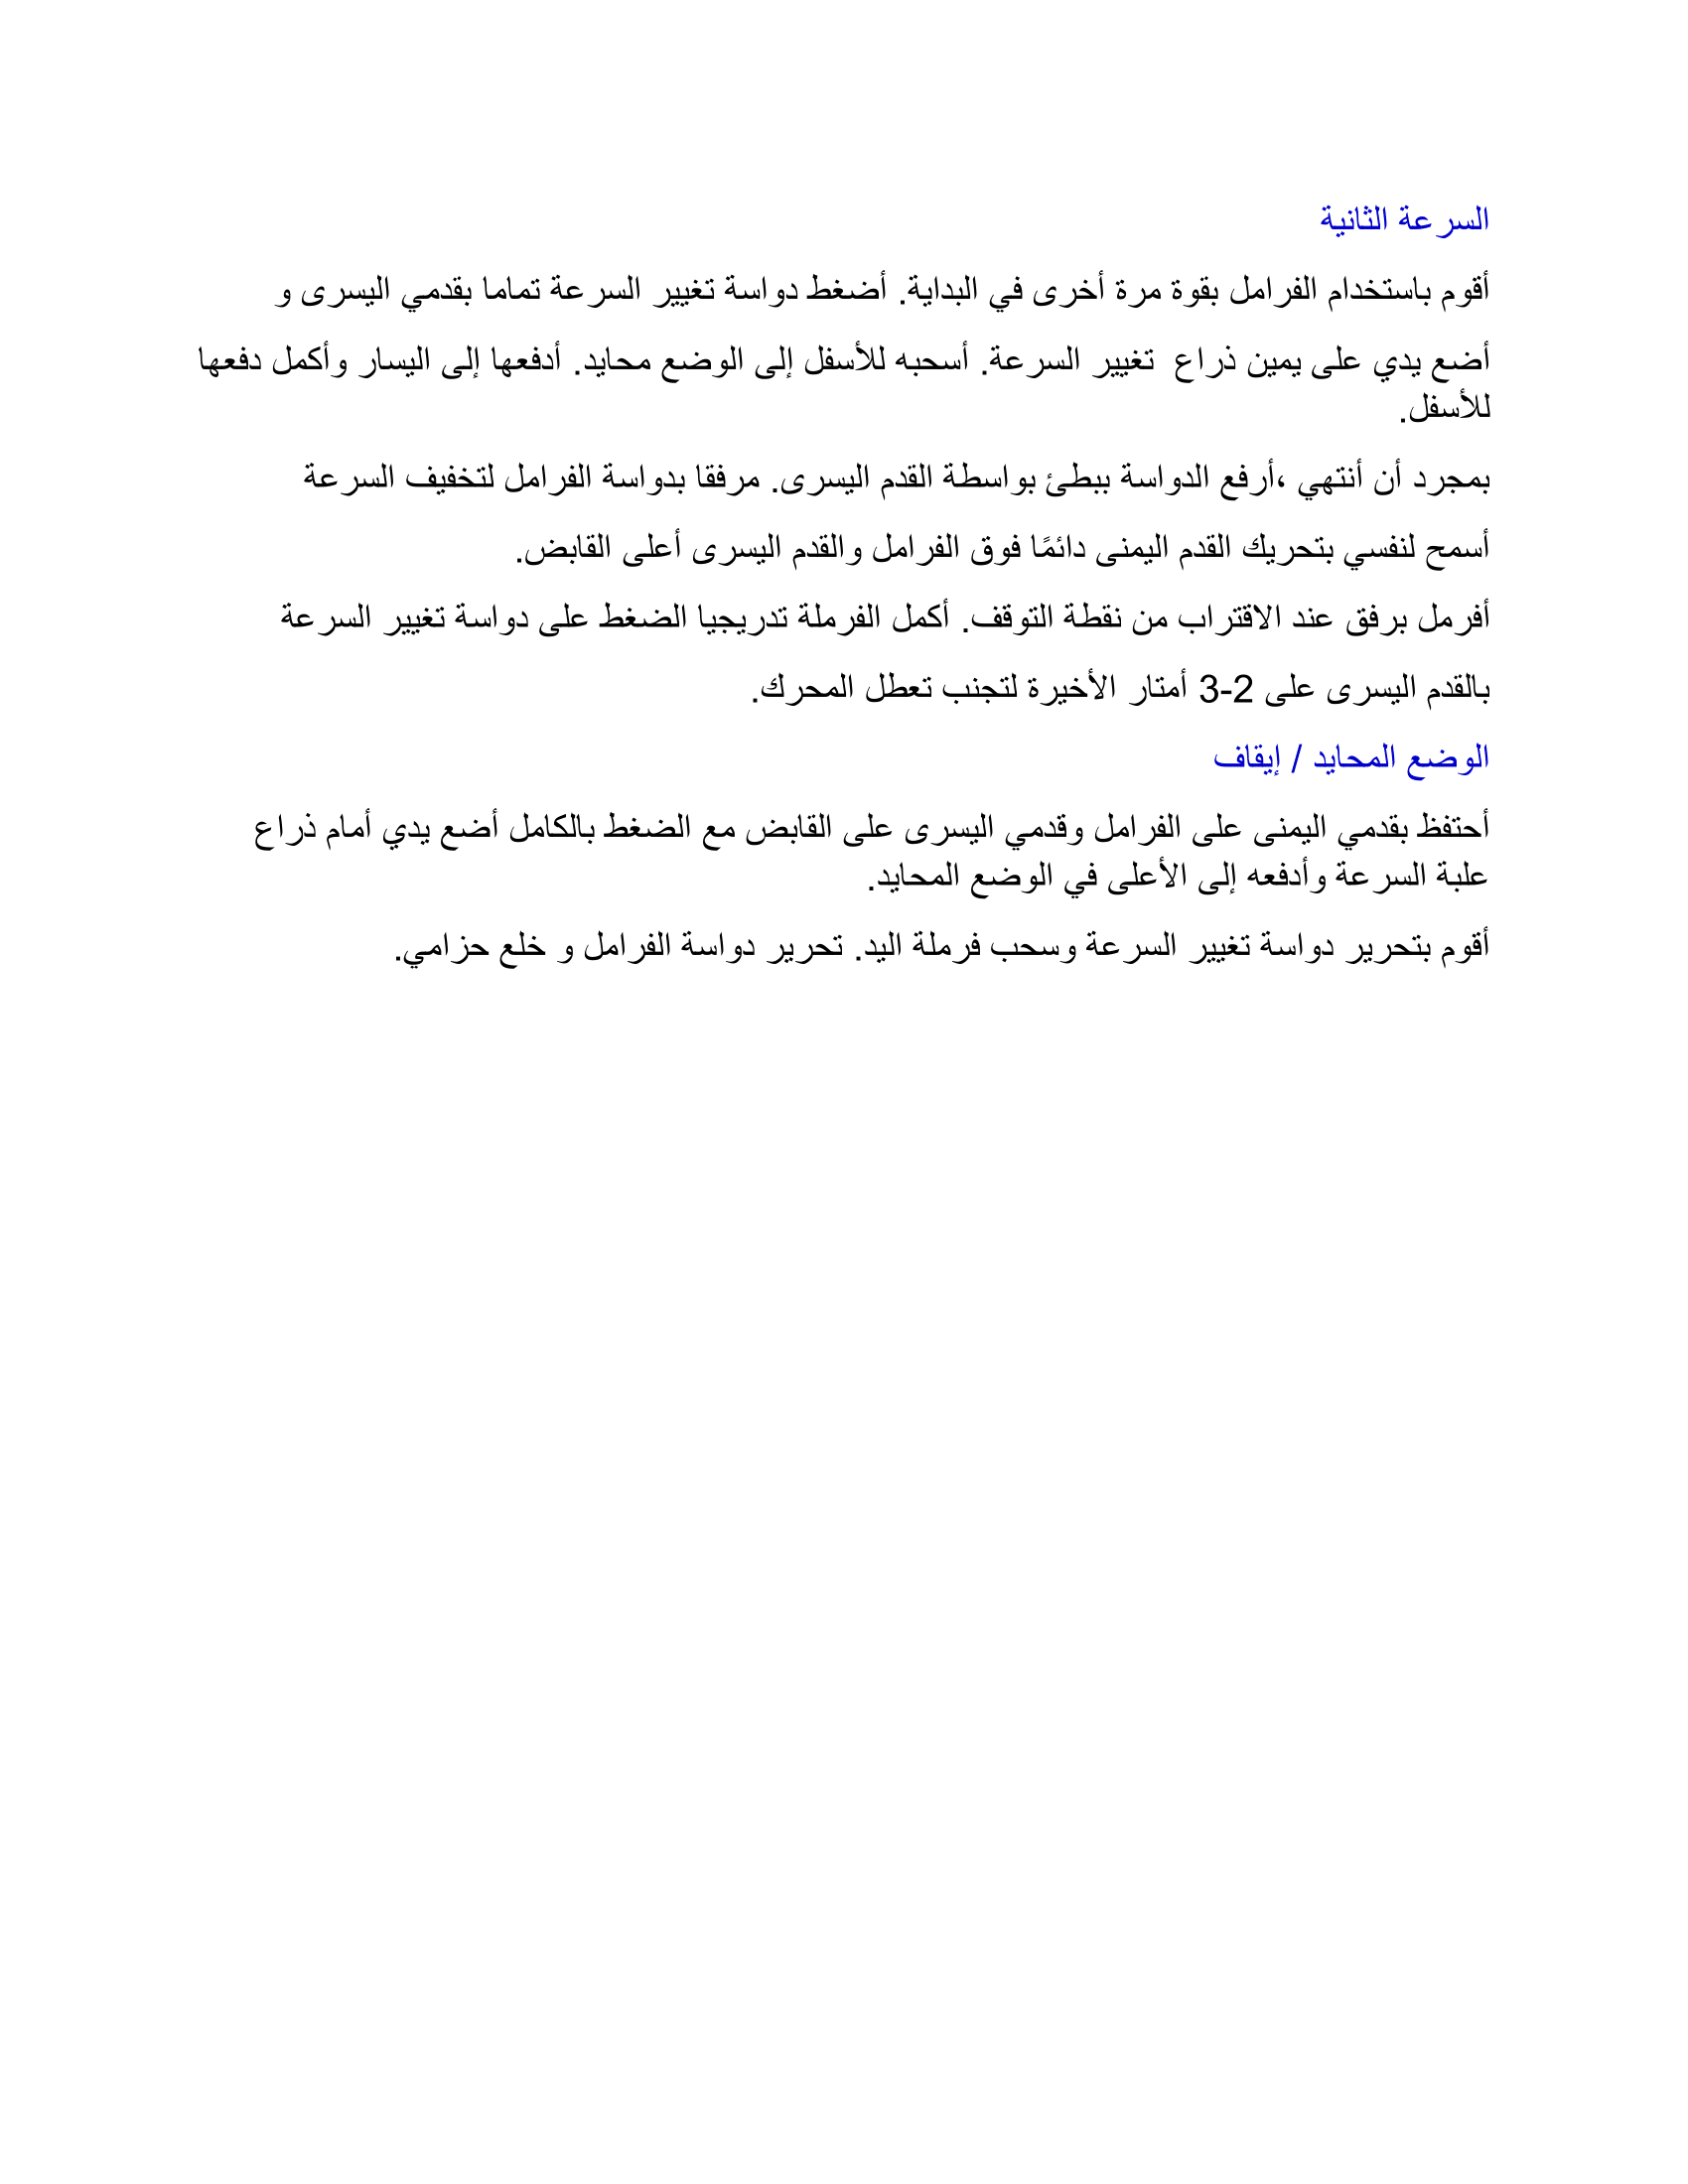 السرعة الثانية
أقوم باستخدام الفرامل بقوة مرة أخرى في البداية. أضغط دواسة تغيير السرعة تماما بقدمي اليسرى و
أضع يدي على يمين ذراع  تغيير السرعة. أسحبه للأسفل إلى الوضع محايد. أدفعها إلى اليسار وأكمل دفعها
للأسفل.
بمجرد أن أنتهي ،أرفع الدواسة ببطئ بواسطة القدم اليسرى. مرفقا بدواسة الفرامل لتخفيف السرعة
أسمح لنفسي بتحريك القدم اليمنى دائمًا فوق الفرامل والقدم اليسرى أعلى القابض.
أفرمل برفق عند الاقتراب من نقطة التوقف. أكمل الفرملة تدريجيا الضغط على دواسة تغيير السرعة
بالقدم اليسرى على 2-3 أمتار الأخيرة لتجنب تعطل المحرك.
الوضع المحايد / إيقاف
أحتفظ بقدمي اليمنى على الفرامل وقدمي اليسرى على القابض مع الضغط بالكامل أضع يدي أمام ذراع
علبة السرعة وأدفعه إلى الأعلى في الوضع المحايد.
أقوم بتحرير دواسة تغيير السرعة وسحب فرملة اليد. تحرير دواسة الفرامل و خلع حزامي.